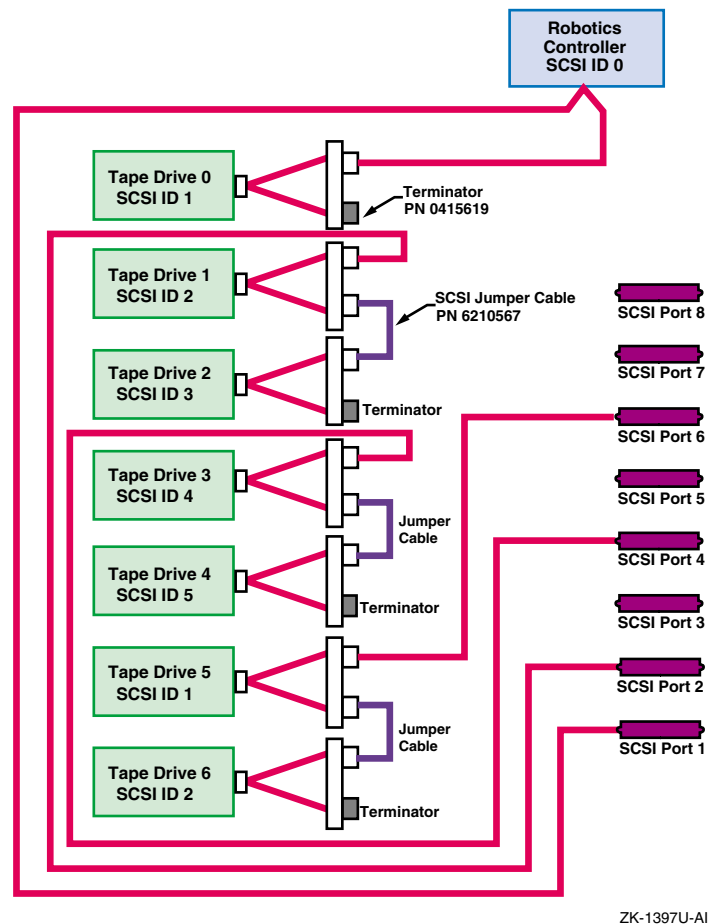 Robotics
Controller
SCSI ID 0
Tape Drive 0
SCSI ID 1
Terminator
PN 0415619
Tape Drive 1
SCSI ID 2
SCSI Jumper Cable
PN 6210567
SCSI Port 8
Tape Drive 2
SCSI ID 3
SCSI Port 7
Terminator
SCSI Port 6
Tape Drive 3
SCSI ID 4
SCSI Port 5
Jumper
Cable
SCSI Port 4
Tape Drive 4
SCSI ID 5
Terminator
SCSI Port 3
Tape Drive 5
SCSI ID 1
SCSI Port 2
Jumper
Cable
SCSI Port 1
Tape Drive 6
SCSI ID 2
Terminator
ZK-1397U-AI